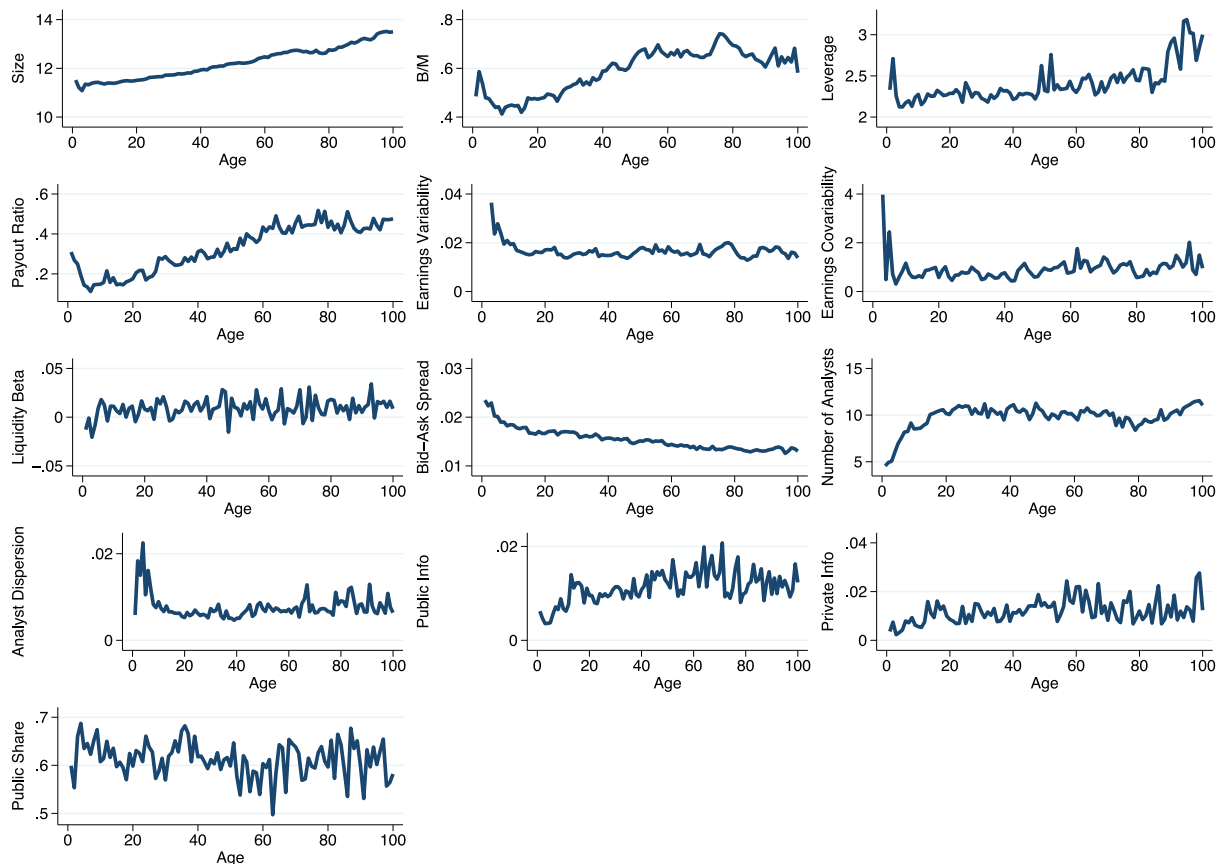 Size
14
12
10
0 20 40 60 80 100
Age
B/M
.8
.6
.4
0 20 40 60 80 100
Age
Leverage
3
2.5
2
0 20 40 60 80 100
Age
Payout Ratio
.6
.4
.2
0 20 40 60 80 100
Age
Earnings Variability
.04
.02
0
0 20 40 60 80 100
Age
Earnings Covariability
4
2
0
0 20 40 60 80 100
Age
Liquidity Beta
.05
0
-.05
0 20 40 60 80 100
Age
Bid−Ask Spread
.03
.02
.01
0 20 40 60 80 100
Age
Number of Analysts
15
10
5
0 20 40 60 80 100
Age
Analyst Dispersion
.02
0
0 20 40 60 80 100
Age
Public Info
.02
0
0 20 40 60 80 100
Age
Private Info
.04
.02
0
0 20 40 60 80 100
Age
Public Share
.7
.6
.5
0 20 40 60 80 100
Age